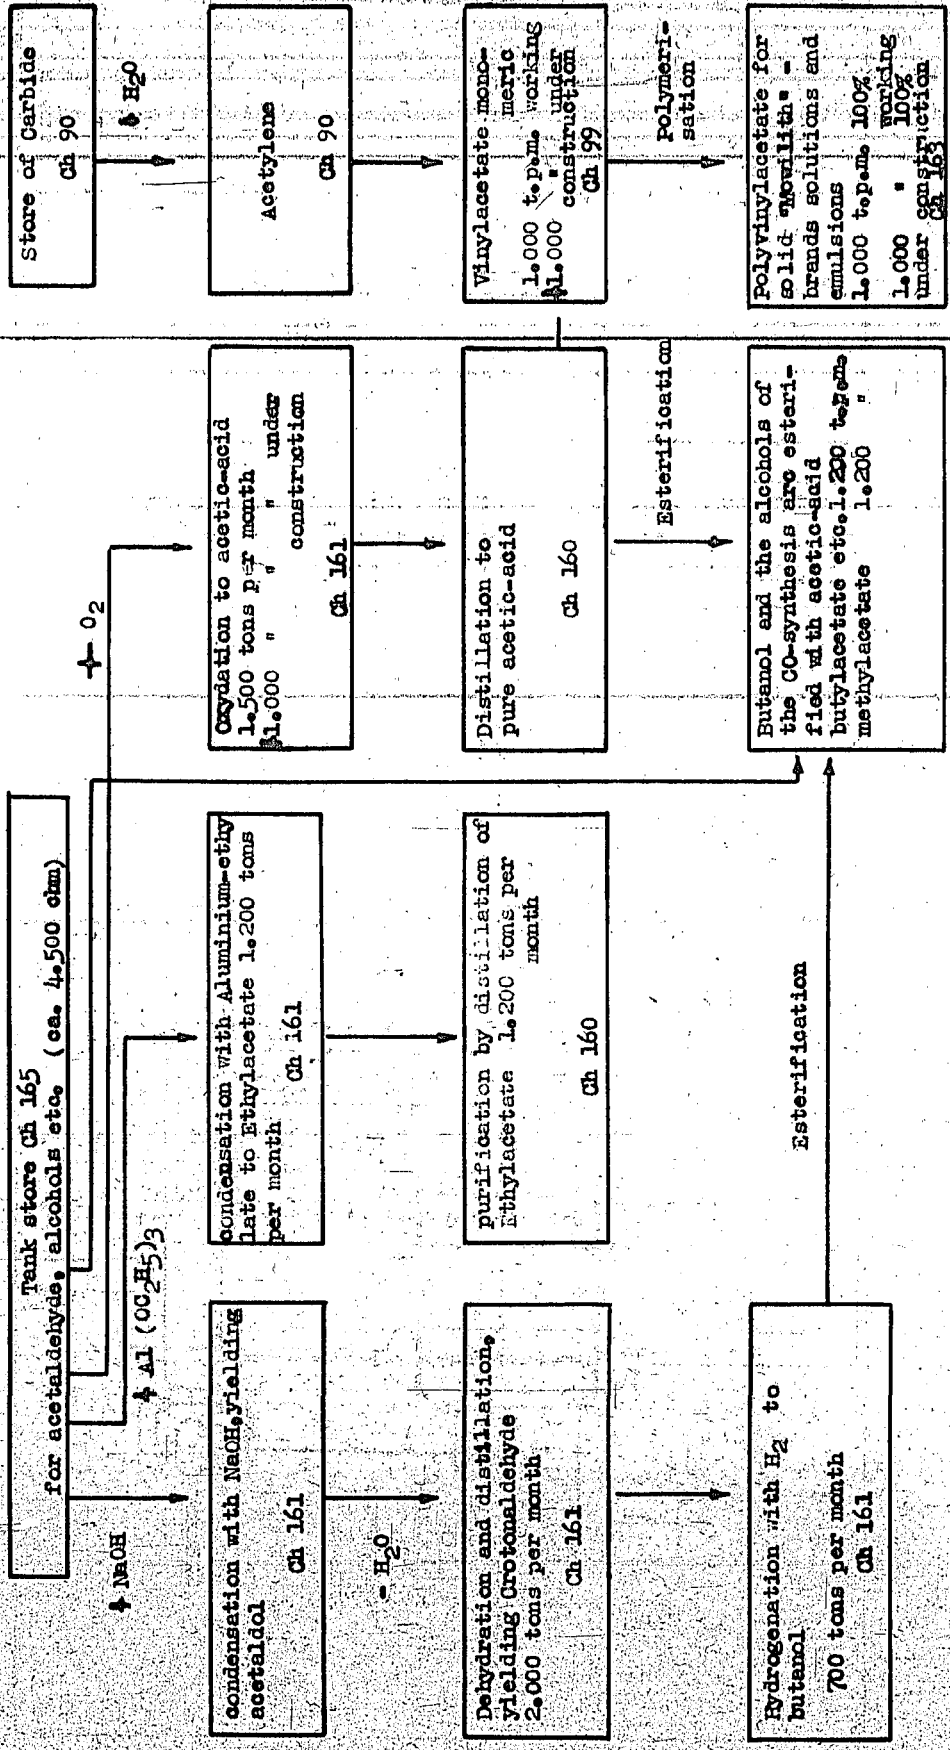 Tank store Ch 165
for acetaldehyde, alcohols etc. (ca. 4.500 cbm)
+ NaOH
+ Al (OC2H5)3
+ O2
condensation with NaOH, yielding
acetaldol
Ch 161
- H2O
Dehydration and distillation,
yielding Crotonaldehyde
2.000 tons per month
Ch 161
Hydrogenation with H2 to
butanol
700 tons per month
Ch 161
Esterification
condensation with Aluminium-ethy
late to Ethylacetate 1.200 tons
per month
Ch 161
purification by distillation of
Ethylacetate 1.200 tons per
month
Ch 160
Oxydation to acetic-acid
1.500 tons per month
1.000 " " " under
construction
Ch 161
Distillation to
pure acetic-acid
Ch 160
Esterification
Butanol and the alcohols of
the CO-synthesis are esteri-
fied with acetic-acid
butylacetate etc. 1.200 t.p.m.
methylacetate 1.200 "
Store of Carbide
Ch 90
+ H2O
Acetylene
Ch 90
Vinylacetate mono-
meric
1.000 t.p.m. working
1.000 " under
construction
Ch 99
Polymeri-
sation
Polyvinylacetate for
solid "Mowilith" -
brands solutions and
emulsions
1.000 t.p.m. 100%
working
1.000 " 100%
under construction
Ch 163